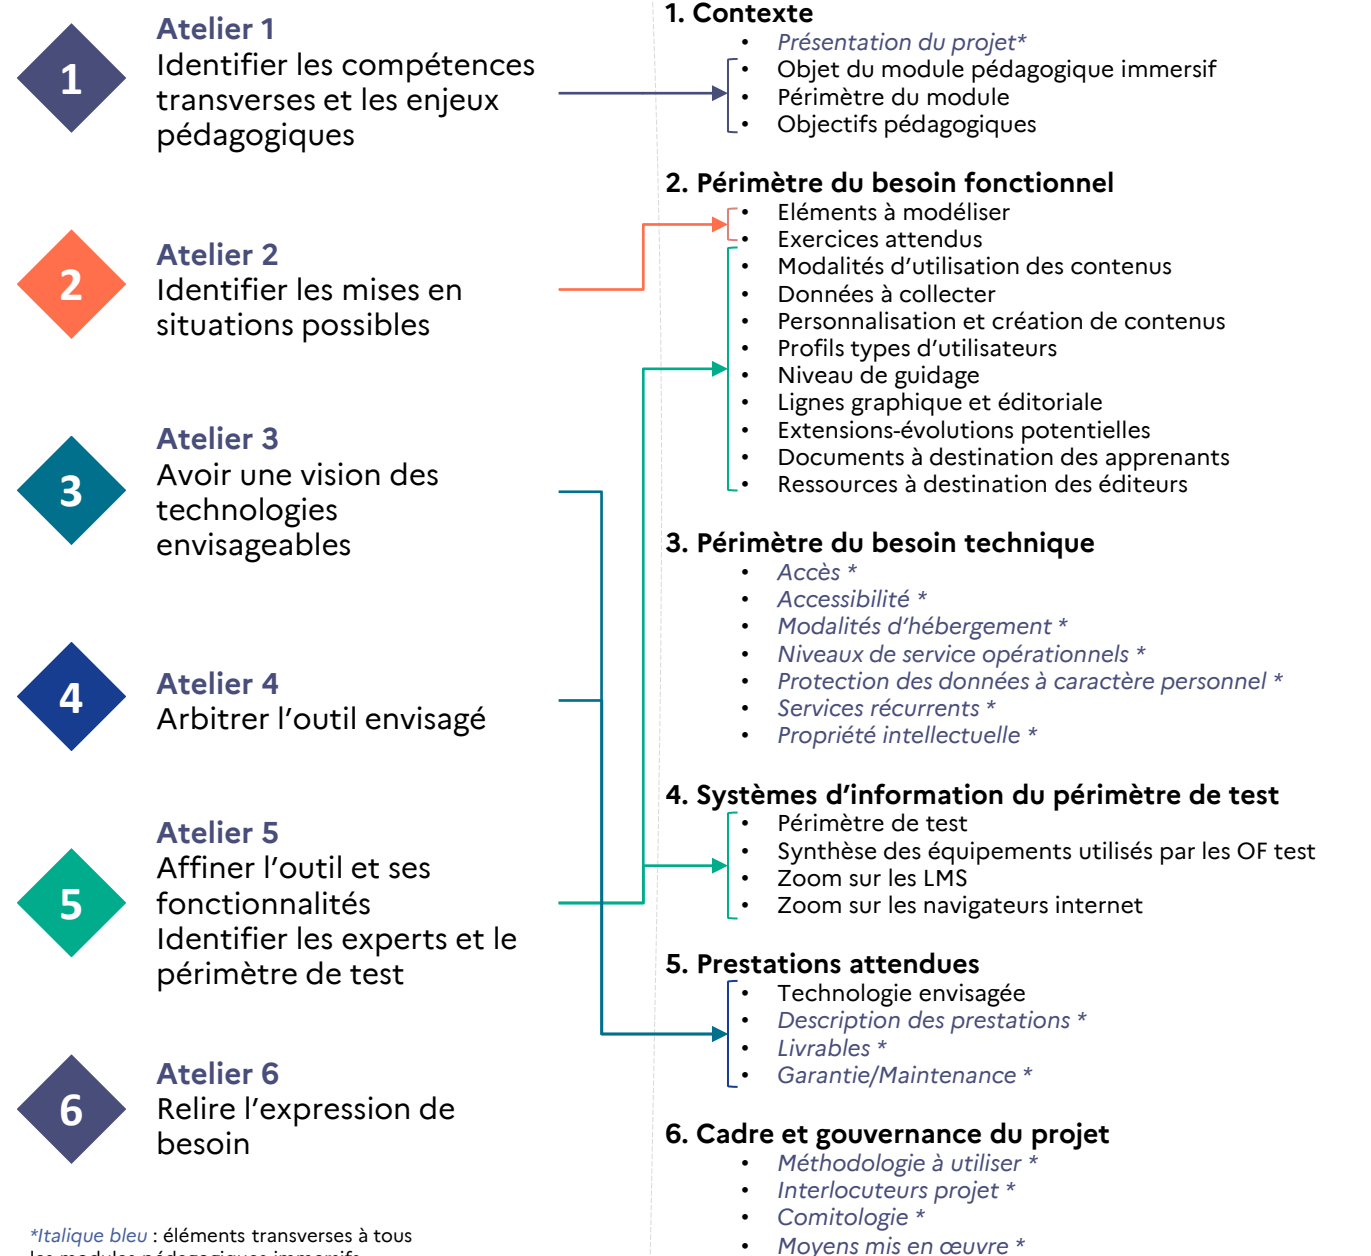 1
Atelier 1
Identifier les compétences
transverses et les enjeux
pédagogiques
2
Atelier 2
Identifier les mises en
situations possibles
3
Atelier 3
Avoir une vision des
technologies
envisageables
4
Atelier 4
Arbitrer l'outil envisagé
5
Atelier 5
Affiner l'outil et ses
fonctionnalités
Identifier les experts et le
périmètre de test
6
Atelier 6
Relire l'expression de
besoin
*Italique bleu : éléments transverses à tous
les modules pédagogiques immersifs
1. Contexte
• Présentation du projet*
• Objet du module pédagogique immersif
• Périmètre du module
• Objectifs pédagogiques
2. Périmètre du besoin fonctionnel
• Eléments à modéliser
• Exercices attendus
• Modalités d'utilisation des contenus
• Données à collecter
• Personnalisation et création de contenus
• Profils types d'utilisateurs
• Niveau de guidage
• Lignes graphique et éditoriale
• Extensions-évolutions potentielles
• Documents à destination des apprenants
• Ressources à destination des éditeurs
3. Périmètre du besoin technique
• Accès *
• Accessibilité *
• Modalités d'hébergement *
• Niveaux de service opérationnels *
• Protection des données à caractère personnel *
• Services récurrents *
• Propriété intellectuelle *
4. Systèmes d'information du périmètre de test
• Périmètre de test
• Synthèse des équipements utilisés par les OF test
• Zoom sur les LMS
• Zoom sur les navigateurs internet
5. Prestations attendues
• Technologie envisagée
• Description des prestations *
• Livrables *
• Garantie/Maintenance *
6. Cadre et gouvernance du projet
• Méthodologie à utiliser *
• Interlocuteurs projet *
• Comitologie *
• Moyens mis en œuvre *